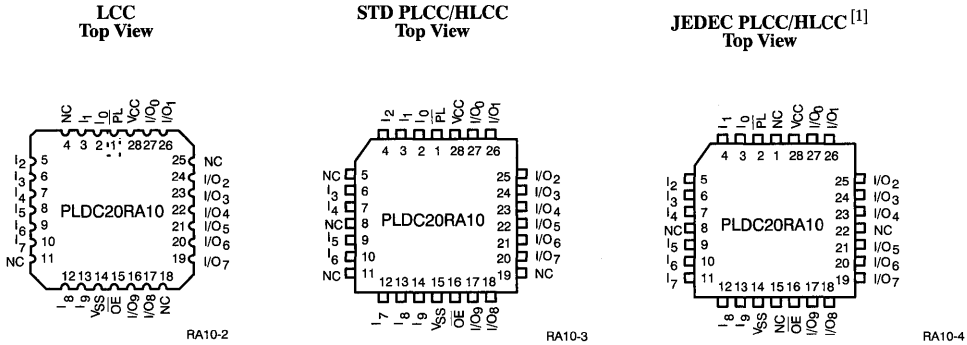 LCC
Top View
NC I1 I0 PL VCC I/O0 I/O1
4 3 2 1 28 27 26
I2 5 25 NC
I3 6 24 I/O2
I4 7 23 I/O3
I5 8 PLDC20RA10 22 I/O4
I6 9 21 I/O5
I7 10 20 I/O6
NC 11 19 I/O7
12 13 14 15 16 17 18
I8 I9 VSS OE I/O9 I/O8 NC
RA10-2
STD PLCC/HLCC
Top View
I2 I1 I0 PL VCC I/O0 I/O1
4 3 2 1 28 27 26
NC 5 25 I/O2
I3 6 24 I/O3
I4 7 23 I/O4
NC 8 PLDC20RA10 22 I/O5
I5 9 21 I/O6
I6 10 20 I/O7
NC 11 19 NC
12 13 14 15 16 17 18
I7 I8 I9 VSS OE I/O9 I/O8
RA10-3
JEDEC PLCC/HLCC [1]
Top View
I1 I0 PL NC VCC I/O0 I/O1
4 3 2 1 28 27 26
I2 5 25 I/O2
I3 6 24 I/O3
I4 7 23 I/O4
NC 8 PLDC20RA10 22 NC
I5 9 21 I/O5
I6 10 20 I/O6
I7 11 19 I/O7
12 13 14 15 16 17 18
I8 I9 VSS NC OE I/O9 I/O8
RA10-4